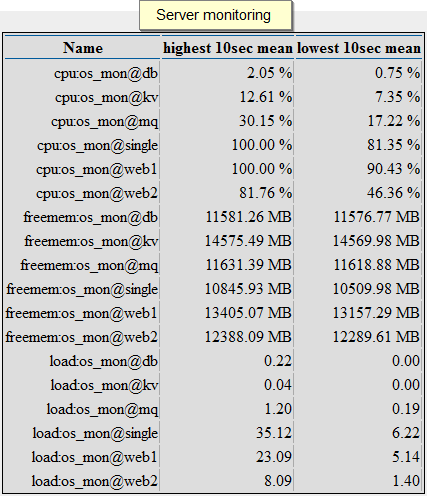 Server monitoring
Name highest 10sec mean lowest 10sec mean
cpu:os_mon@db 2.05 % 0.75 %
cpu:os_mon@kv 12.61 % 7.35 %
cpu:os_mon@mq 30.15 % 17.22 %
cpu:os_mon@single 100.00 % 81.35 %
cpu:os_mon@web1 100.00 % 90.43 %
cpu:os_mon@web2 81.76 % 46.36 %
freemem:os_mon@db 11581.26 MB 11576.77 MB
freemem:os_mon@kv 14575.49 MB 14569.98 MB
freemem:os_mon@mq 11631.39 MB 11618.88 MB
freemem:os_mon@single 10845.93 MB 10509.98 MB
freemem:os_mon@web1 13405.07 MB 13157.29 MB
freemem:os_mon@web2 12388.09 MB 12289.61 MB
load:os_mon@db 0.22 0.00
load:os_mon@kv 0.04 0.00
load:os_mon@mq 1.20 0.19
load:os_mon@single 35.12 6.22
load:os_mon@web1 23.09 5.14
load:os_mon@web2 8.09 1.40